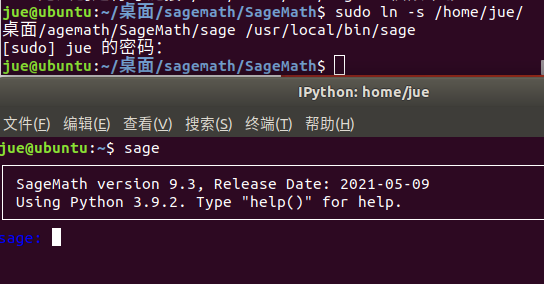 jue@ubuntu:~/桌面/sagemath/SageMath$ sudo ln -s /home/jue/
桌面/agemath/SageMath/sage /usr/local/bin/sage
[sudo] jue 的密码：
jue@ubuntu:~/桌面/sagemath/SageMath$
IPython: home/jue
文件(F) 编辑(E) 查看(V) 搜索(S) 终端(T) 帮助(H)
jue@ubuntu:~$ sage
SageMath version 9.3, Release Date: 2021-05-09
Using Python 3.9.2. Type "help()" for help.
sage: